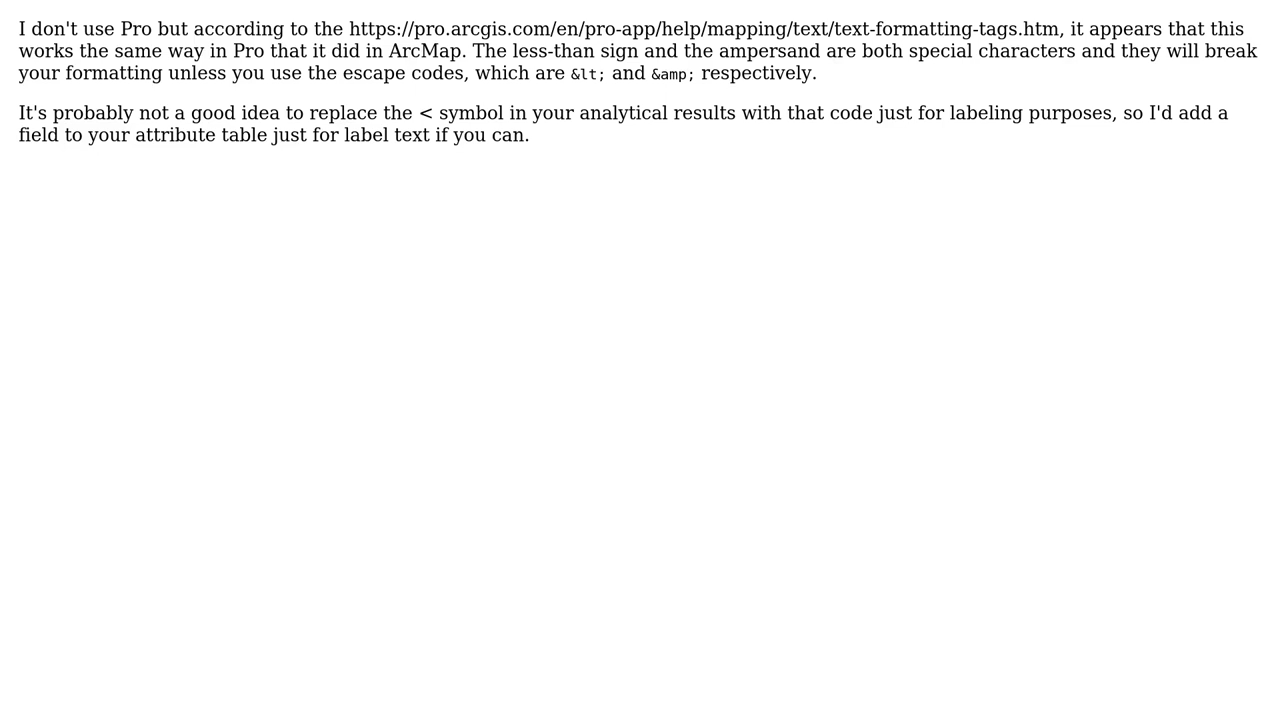 I don't use Pro but according to the https://pro.arcgis.com/en/pro-app/help/mapping/text/text-formatting-tags.htm, it appears that this
works the same way in Pro that it did in ArcMap. The less-than sign and the ampersand are both special characters and they will break
your formatting unless you use the escape codes, which are &lt; and &amp; respectively.
It's probably not a good idea to replace the < symbol in your analytical results with that code just for labeling purposes, so I'd add a
field to your attribute table just for label text if you can.